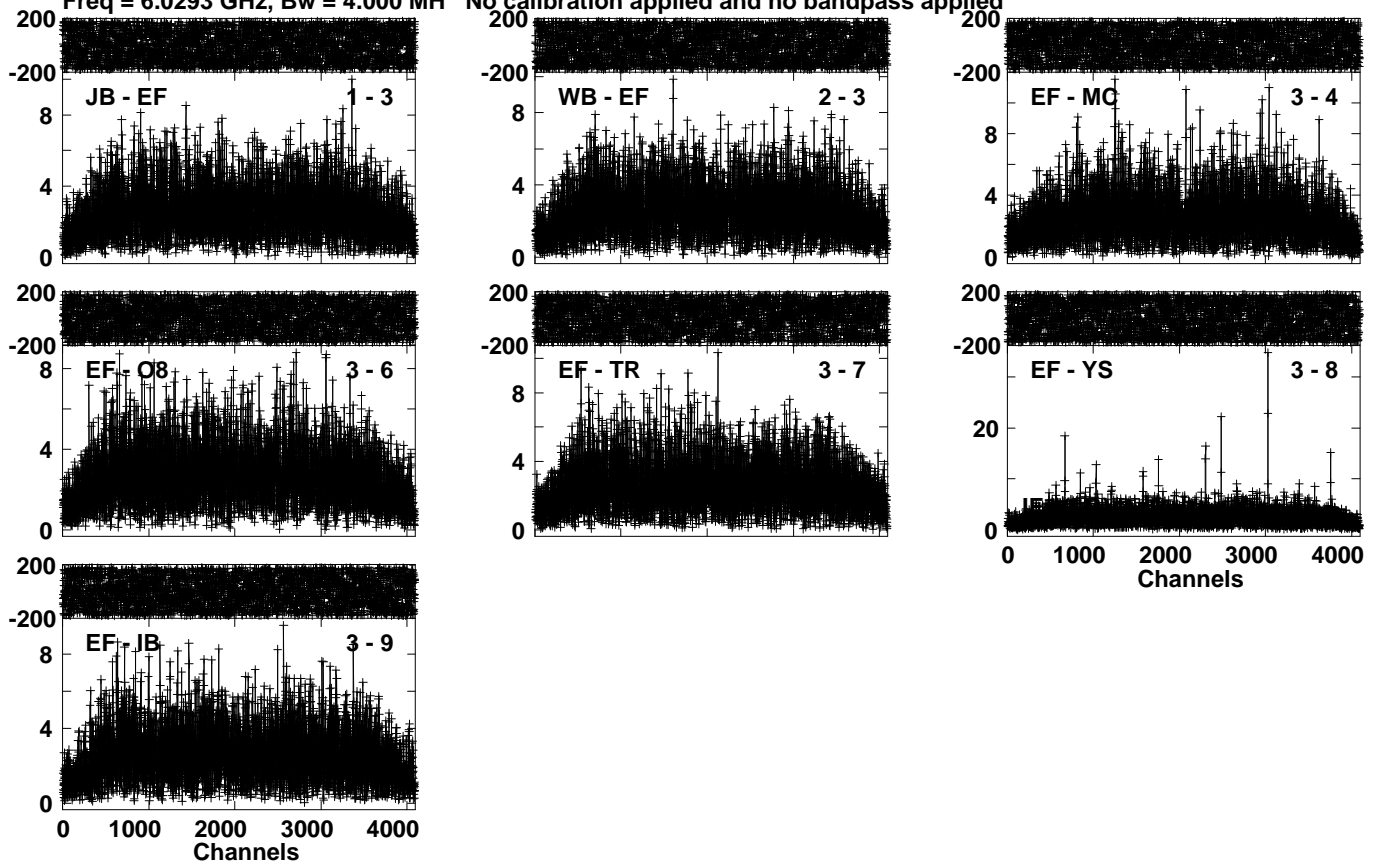 Freq = 6.0293 GHz, Bw = 4.000 MH No calibration applied and no bandpass applied
200
-200
JB - EF 1 - 3
8
4
0
200
-200
WB - EF 2 - 3
8
4
0
200
-200
EF - MC 3 - 4
8
4
0
200
-200
EF - O8 3 - 6
8
4
0
200
-200
EF - TR 3 - 7
8
4
0
200
-200
EF - YS 3 - 8
20
0
0 1000 2000 3000 4000
Channels
200
-200
EF - IB 3 - 9
8
4
0
0 1000 2000 3000 4000
Channels